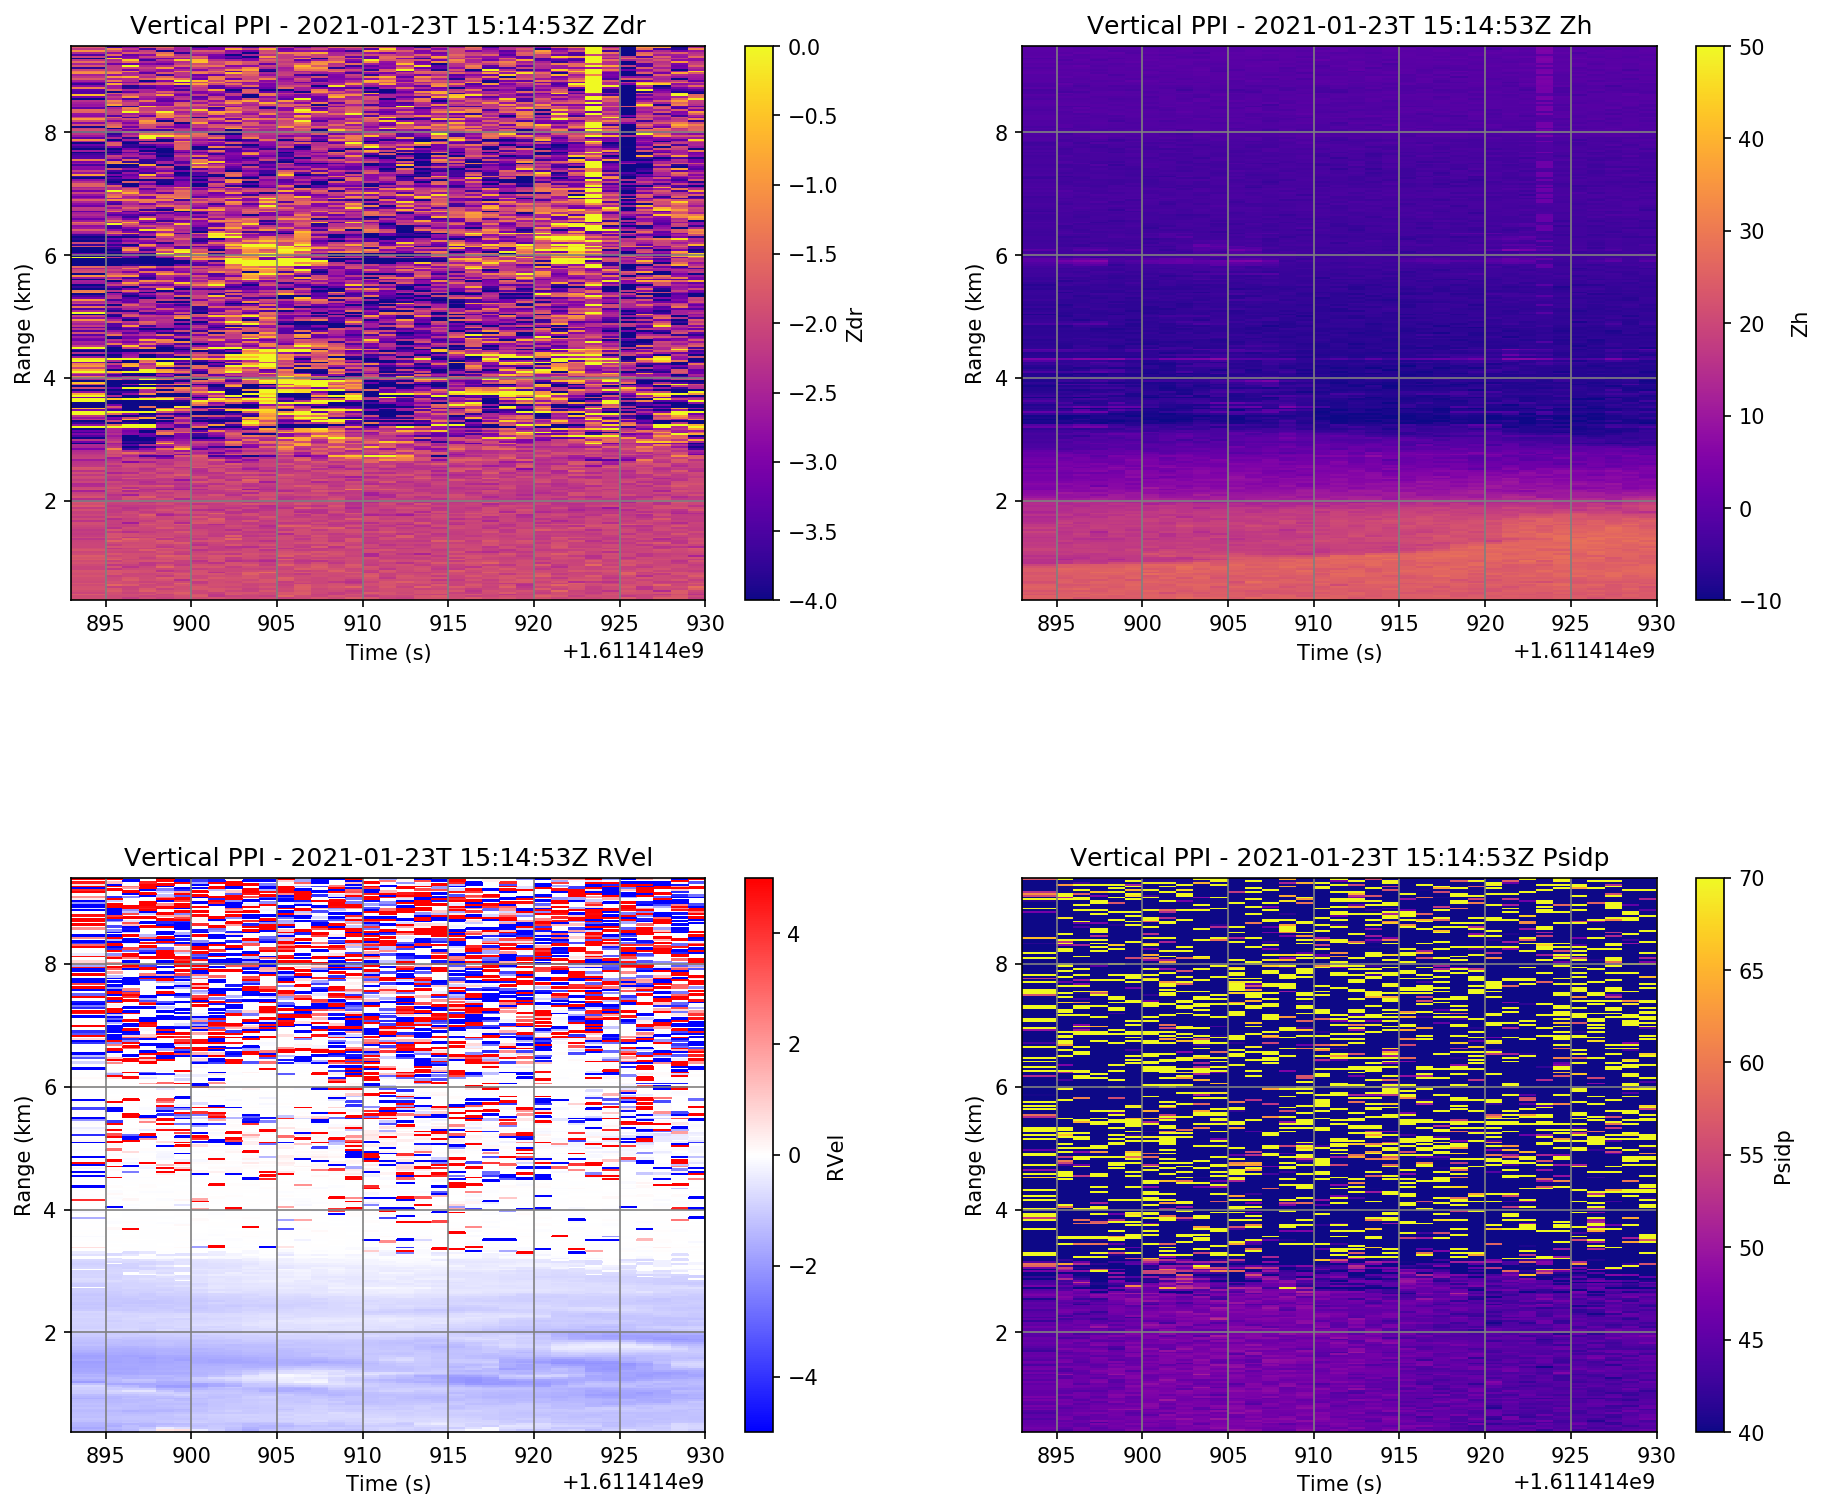 Vertical PPI - 2021-01-23T 15:14:53Z Zdr
Range (km)
8
6
4
2
895 900 905 910 915 920 925 930
Time (s)
+1.611414e9
0.0
−0.5
−1.0
−1.5
−2.0
−2.5
−3.0
−3.5
−4.0
Zdr
Vertical PPI - 2021-01-23T 15:14:53Z Zh
Range (km)
8
6
4
2
895 900 905 910 915 920 925 930
Time (s)
+1.611414e9
50
40
30
20
10
0
−10
Zh
Vertical PPI - 2021-01-23T 15:14:53Z RVel
Range (km)
8
6
4
2
895 900 905 910 915 920 925 930
Time (s)
+1.611414e9
4
2
0
−2
−4
RVel
Vertical PPI - 2021-01-23T 15:14:53Z Psidp
Range (km)
8
6
4
2
895 900 905 910 915 920 925 930
Time (s)
+1.611414e9
70
65
60
55
50
45
40
Psidp